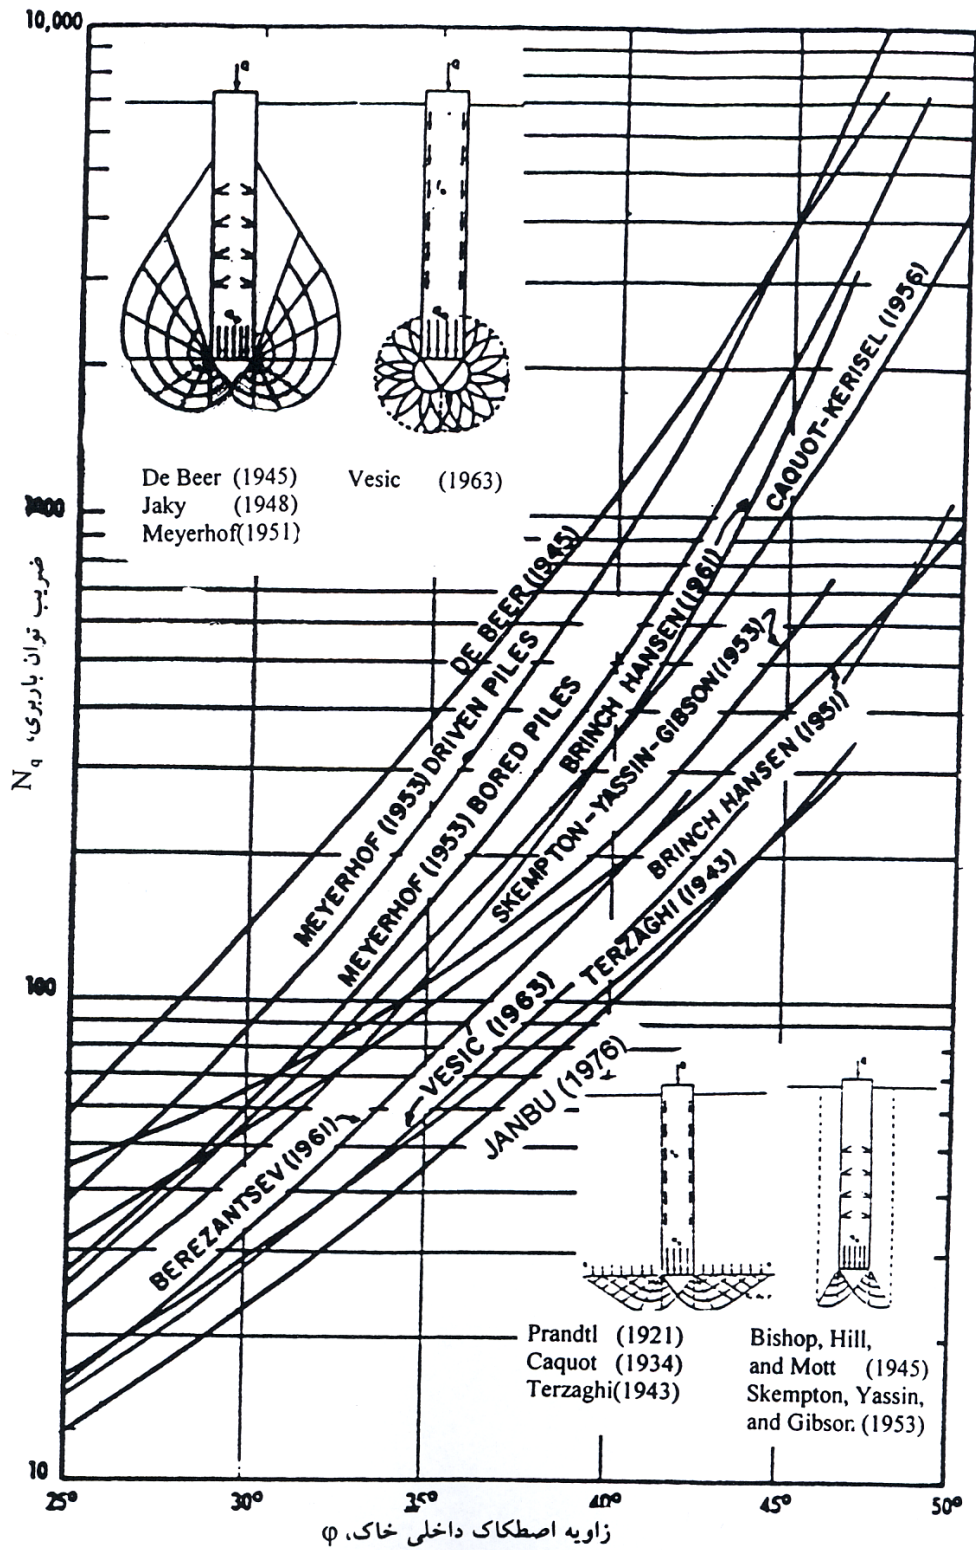 10,000
De Beer (1945)
Jaky (1948)
Meyerhof(1951)
Vesic (1963)
1000
ضریب توان باربری، Nq
100
10
DE BEER (1945)
MEYERHOF (1953) DRIVEN PILES
MEYERHOF (1953) BORED PILES
BRINCH HANSEN (1961)
CAQUOT-KERISEL (1956)
SKEMPTON-YASSIN-GIBSON (1953)
BRINCH HANSEN (1951)
TERZAGHI (1943)
VESIC (1963)
BEREZANTSEV (1961)
JANBU (1976)
Prandtl (1921)
Caquot (1934)
Terzaghi(1943)
Bishop, Hill,
and Mott (1945)
Skempton, Yassin,
and Gibson (1953)
25° 30° 35° 40° 45° 50°
زاویه اصطکاک داخلی خاک، φ